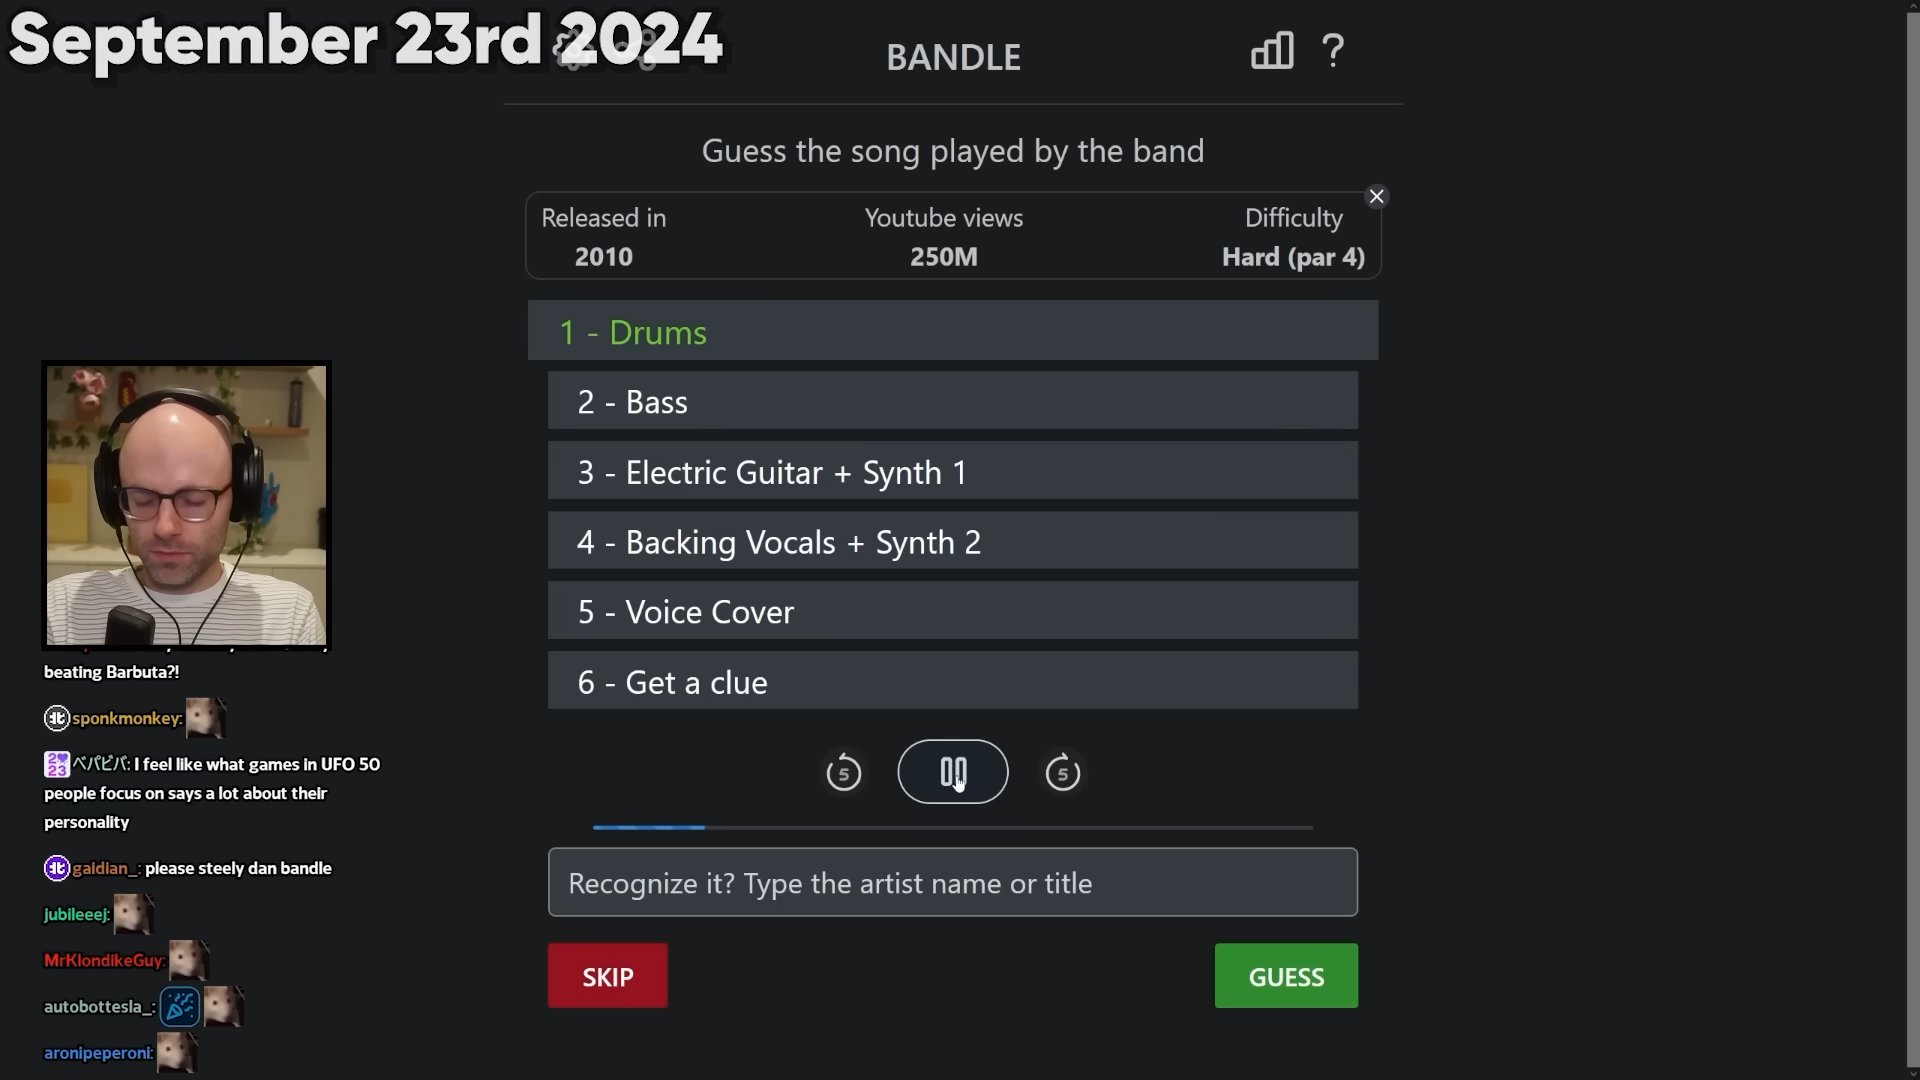 September 23rd 2024
BANDLE
?
Guess the song played by the band
Released in
2010
Youtube views
250M
Difficulty
Hard (par 4)
1 - Drums
2 - Bass
3 - Electric Guitar + Synth 1
4 - Backing Vocals + Synth 2
5 - Voice Cover
6 - Get a clue
5
5
Recognize it? Type the artist name or title
SKIP
GUESS
beating Barbuta?!
sponkmonkey:
ベパビパ: I feel like what games in UFO 50
people focus on says a lot about their
personality
gaidian_: please steely dan bandle
jubileeej:
MrKlondikeGuy:
autobottesla_:
aronipeperoni: